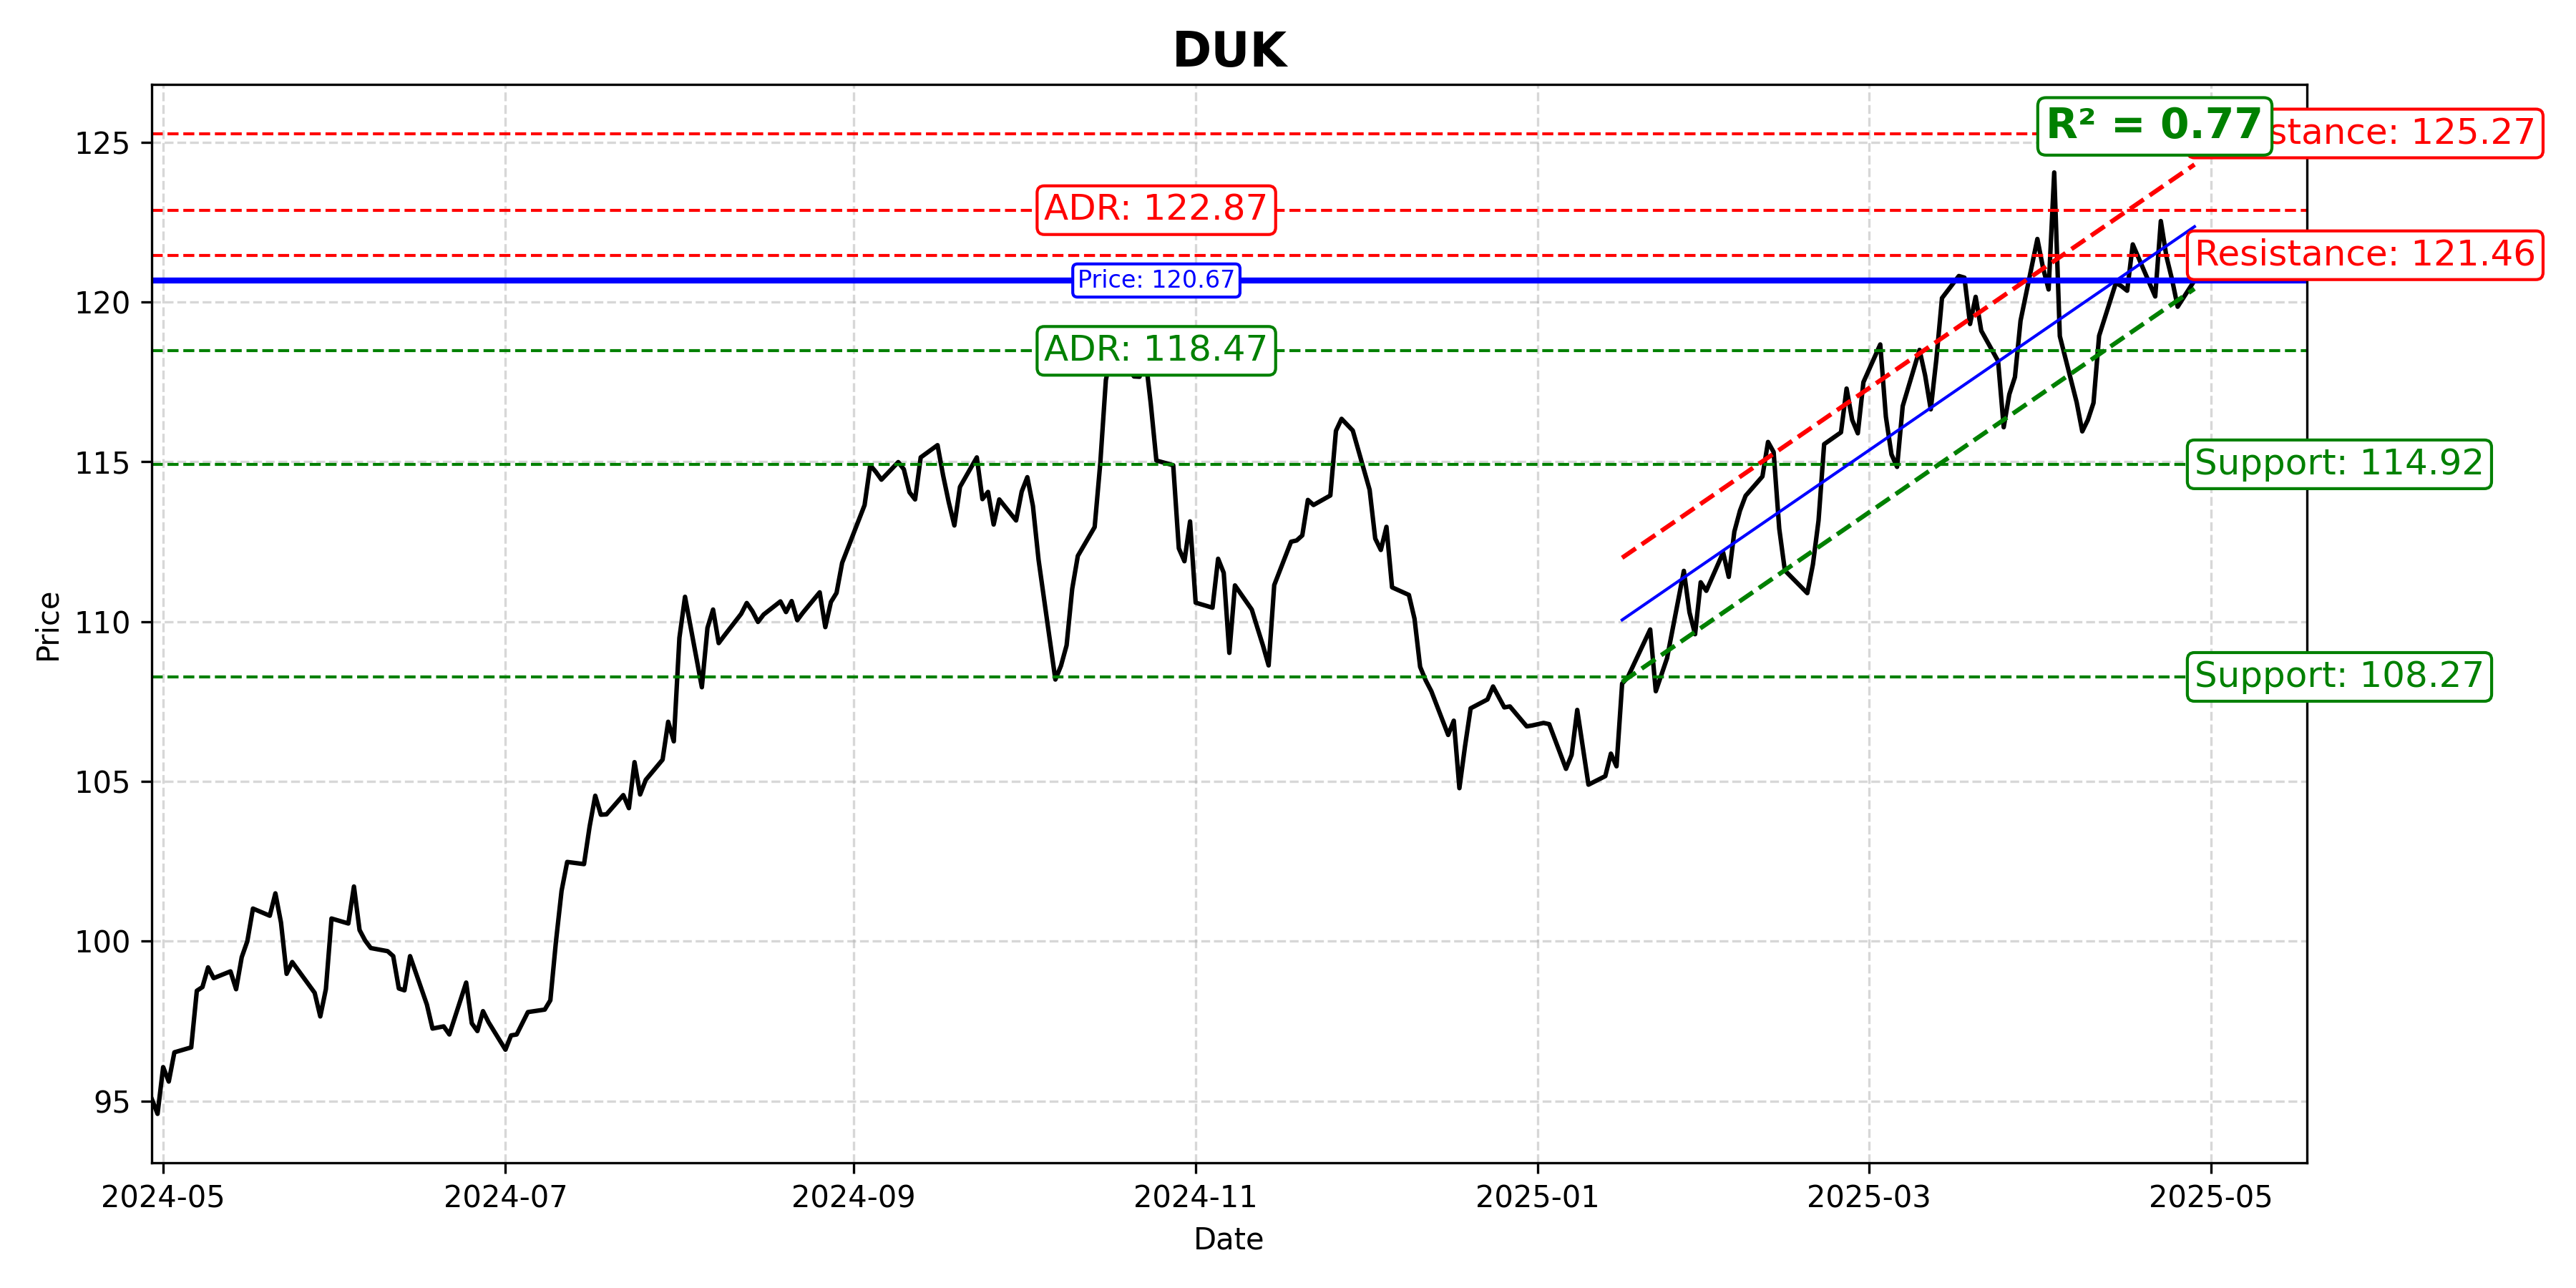 DUK
R² = 0.77
stance: 125.27
ADR: 122.87
Resistance: 121.46
Price: 120.67
ADR: 118.47
Support: 114.92
Support: 108.27
Price
125
120
115
110
105
100
95
2024-05
2024-07
2024-09
2024-11
2025-01
2025-03
2025-05
Date